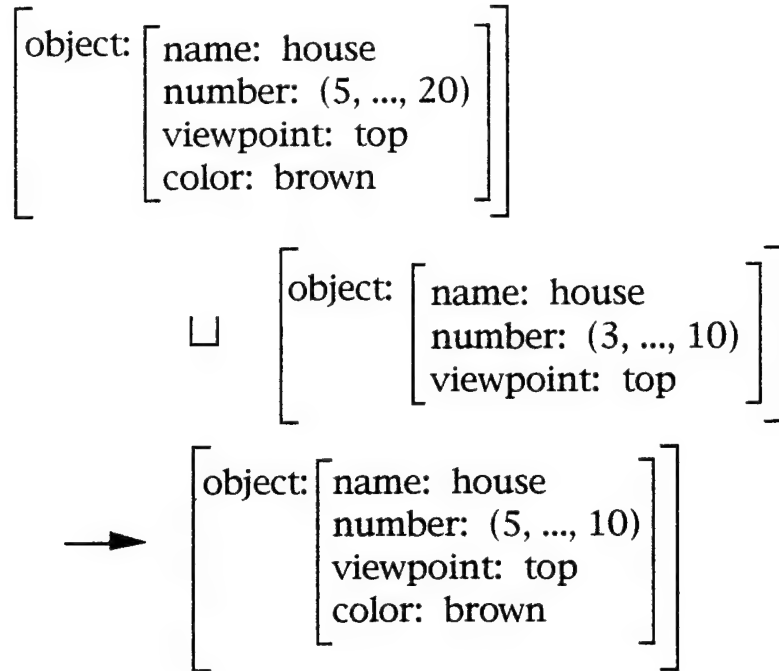 object: name: house
number: (5, ..., 20)
viewpoint: top
color: brown
⊔ object: name: house
number: (3, ..., 10)
viewpoint: top
→ object: name: house
number: (5, ..., 10)
viewpoint: top
color: brown